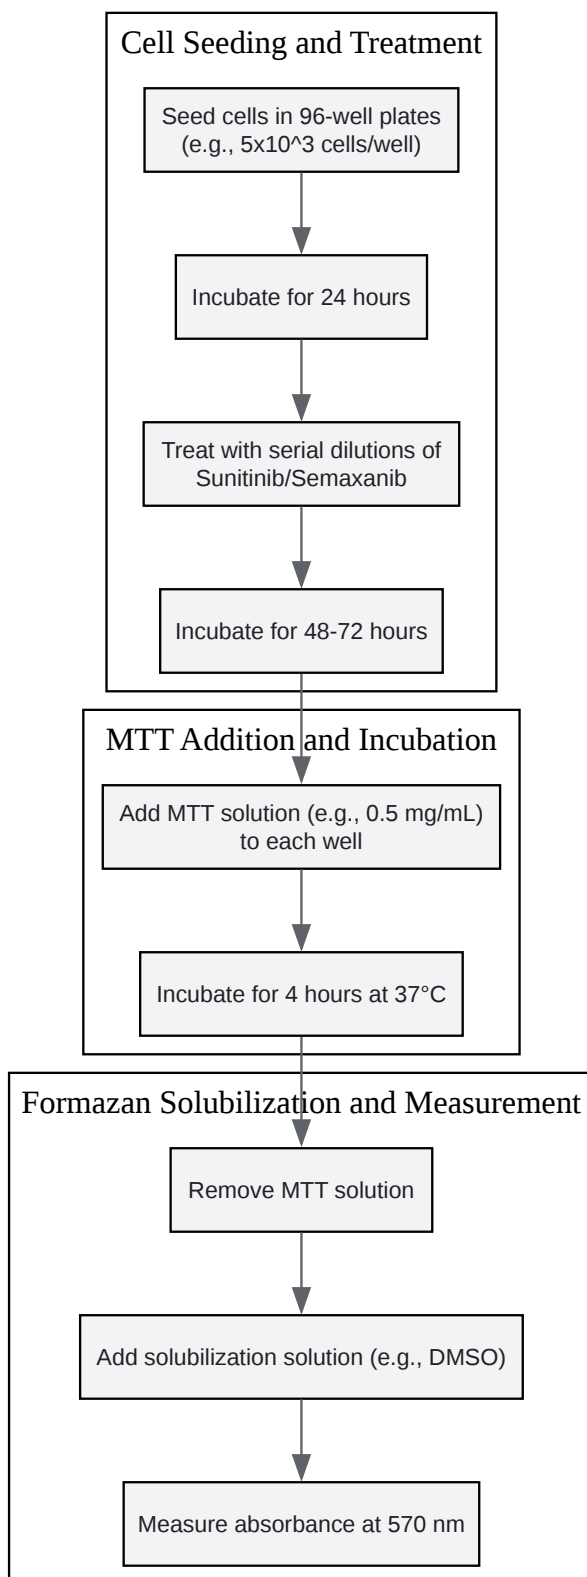 Cell Seeding and Treatment
Seed cells in 96-well plates
(e.g., 5x10^3 cells/well)
Incubate for 24 hours
Treat with serial dilutions of
Sunitinib/Semaxanib
Incubate for 48-72 hours
MTT Addition and Incubation
Add MTT solution (e.g., 0.5 mg/mL)
to each well
Incubate for 4 hours at 37°C
Formazan Solubilization and Measurement
Remove MTT solution
Add solubilization solution (e.g., DMSO)
Measure absorbance at 570 nm